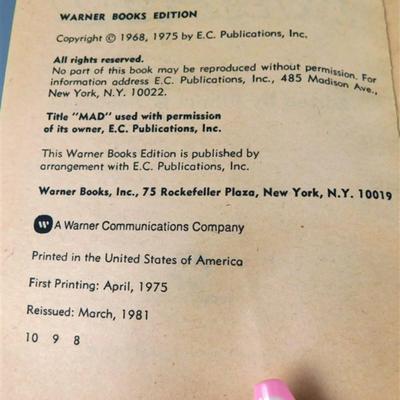 WARNER BOOKS EDITION
Copyright © 1968, 1975 by E.C. Publications, Inc.
All rights reserved.
No part of this book may be reproduced without permission. For
information address E.C. Publications, Inc., 485 Madison Ave.,
New York, N.Y. 10022.
Title "MAD" used with permission
of its owner, E.C. Publications, Inc.
This Warner Books Edition is published by
arrangement with E.C. Publications, Inc.
Warner Books, Inc., 75 Rockefeller Plaza, New York, N.Y. 10019
W A Warner Communications Company
Printed in the United States of America
First Printing: April, 1975
Reissued: March, 1981
10 9 8